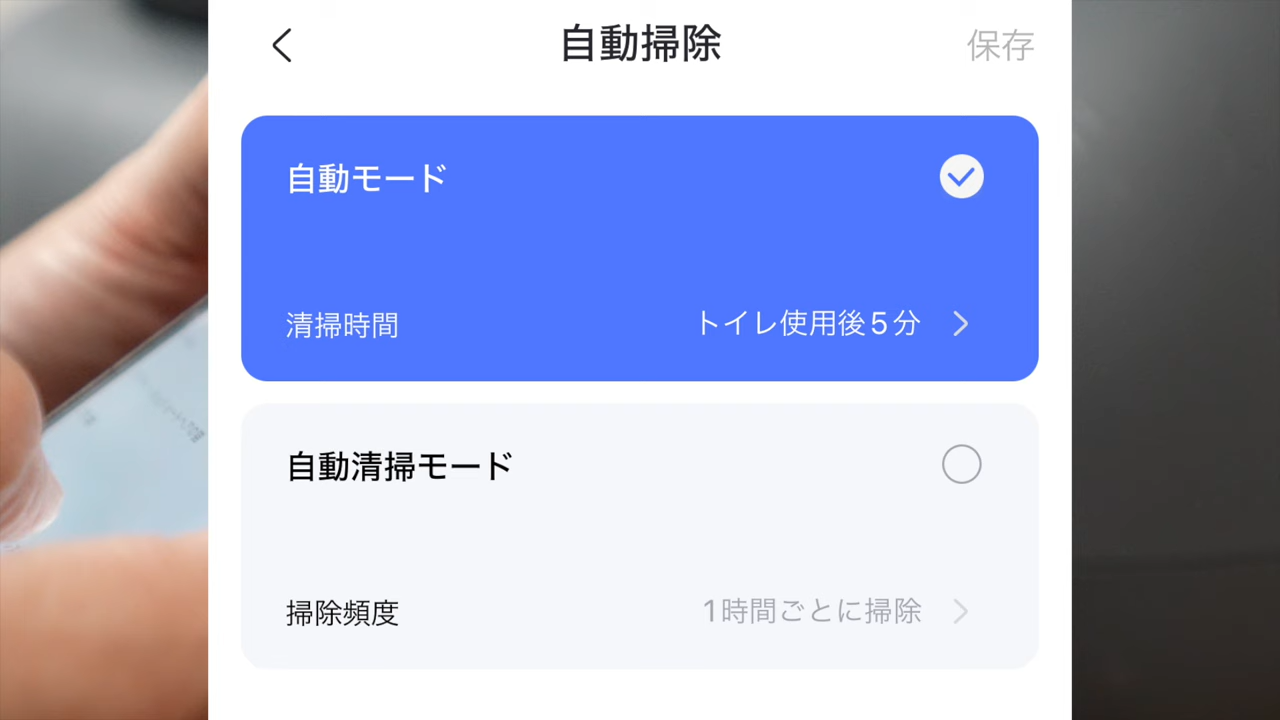 自動掃除
保存
自動モード
清掃時間
トイレ使用後5分
自動清掃モード
掃除頻度
1時間ごとに掃除